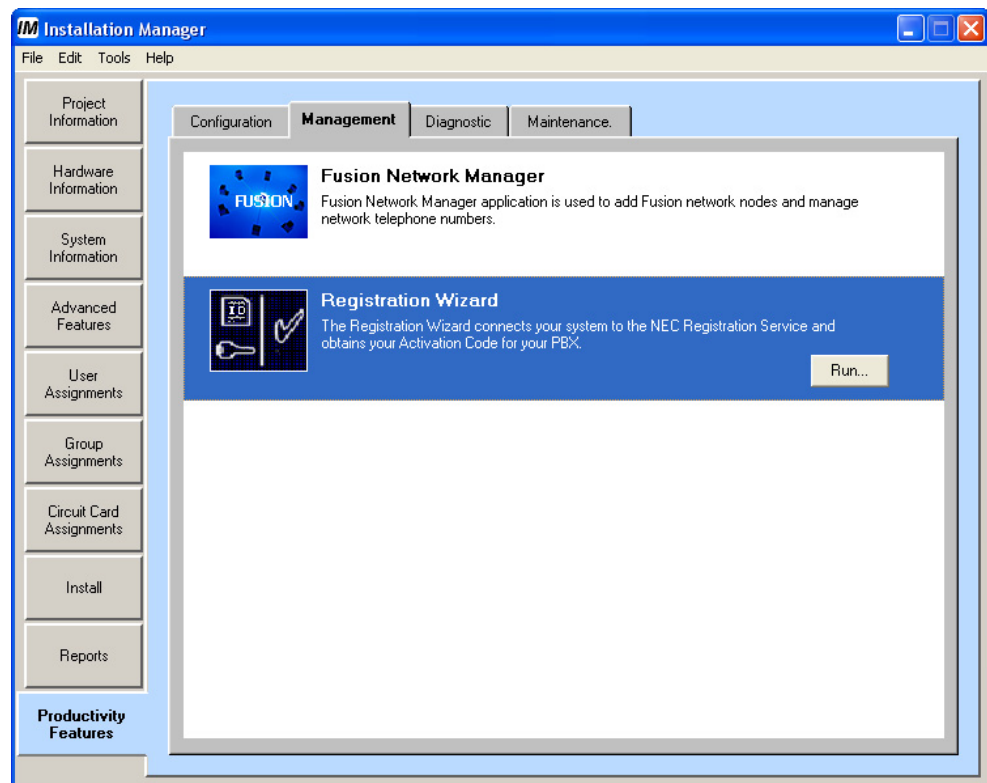 IM Installation Manager
File Edit Tools Help
Project
Information
Hardware
Information
System
Information
Advanced
Features
User
Assignments
Group
Assignments
Circuit Card
Assignments
Install
Reports
Productivity
Features
Configuration Management Diagnostic Maintenance.
FUSION
Fusion Network Manager
Fusion Network Manager application is used to add Fusion network nodes and manage
network telephone numbers.
ID
Registration Wizard
The Registration Wizard connects your system to the NEC Registration Service and
obtains your Activation Code for your PBX.
Run...